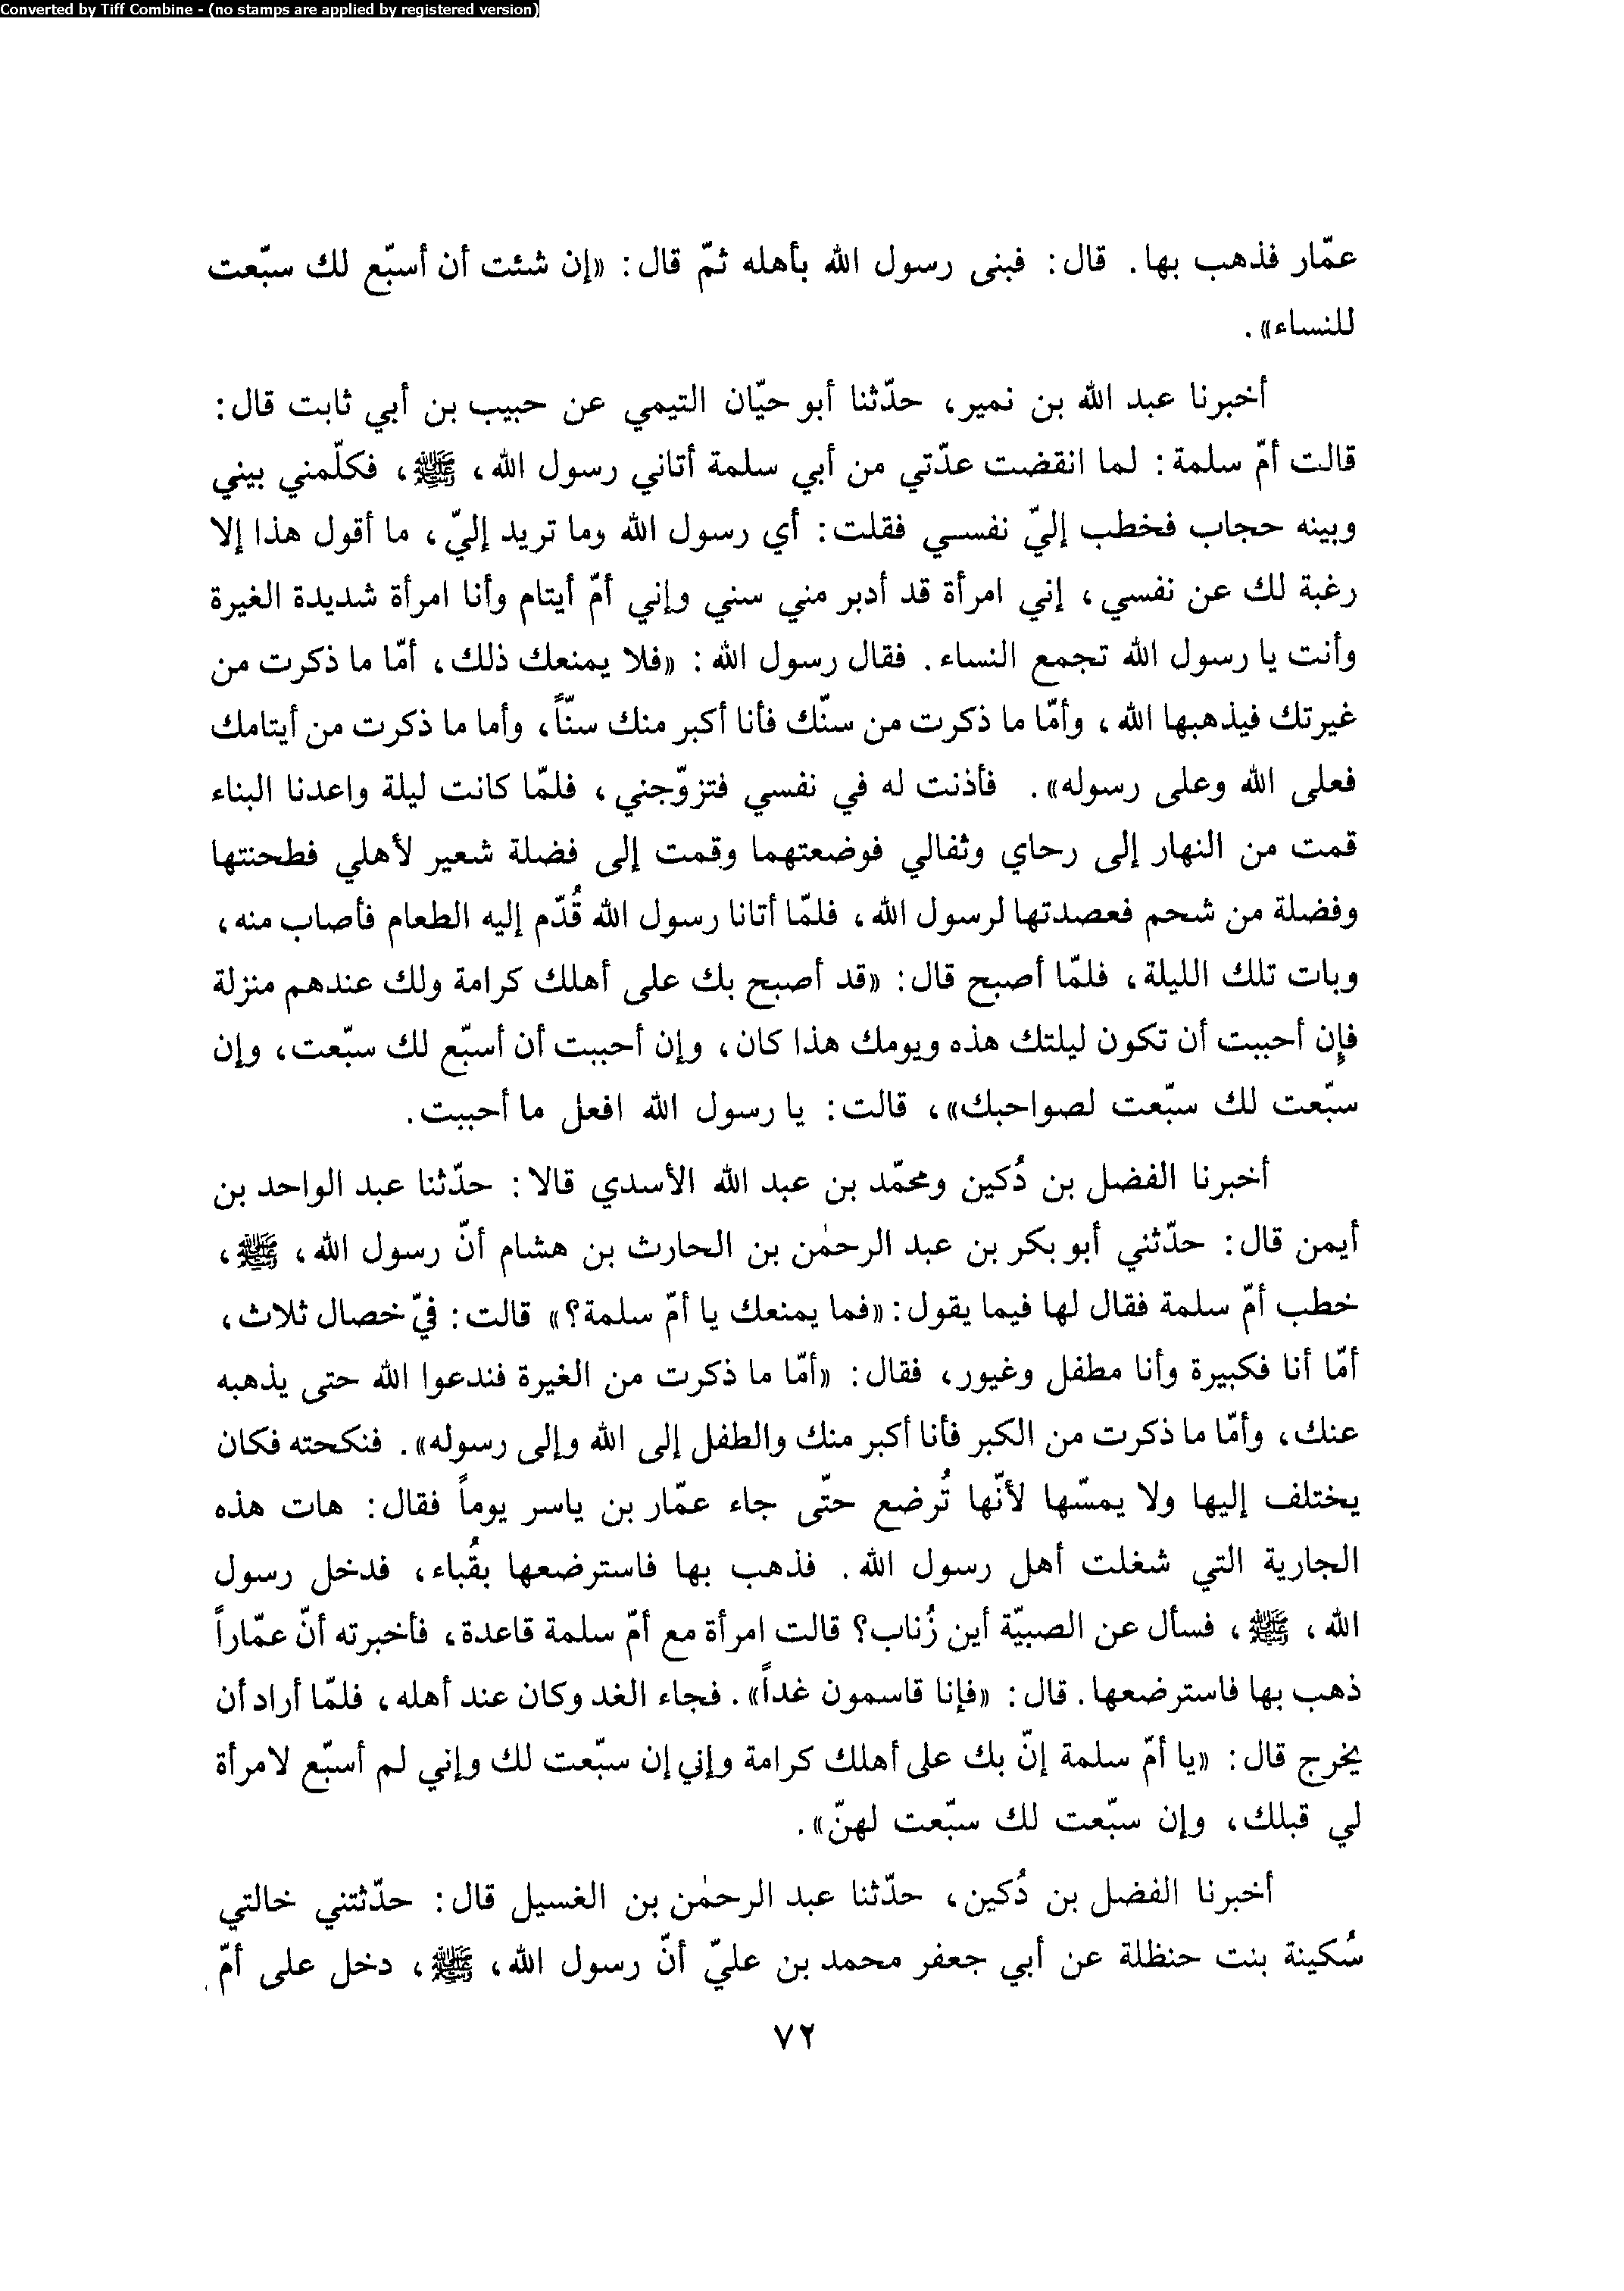 Converted by Tiff Combine - (no stamps are applied by registered version)
عمّار فذهب بها. قال: فبنى رسول الله بأهله ثمّ قال: «إن شئت أن أسبّع لك سبّعت
للنساء».
أخبرنا عبد الله بن نمير، حدّثنا أبو حيّان التيمي عن حبيب بن أبي ثابت قال:
قالت أمّ سلمة: لما انقضت عدّتي من أبي سلمة أتاني رسول الله، ﷺ، فكلّمني بيني
وبينه حجاب فخطب إليّ نفسي فقلت: أي رسول الله وما تريد إليّ، ما أقول هذا إلا
رغبة لك عن نفسي، إني امرأة قد أدبر مني سني وإني أمّ أيتام وأنا امرأة شديدة الغيرة
وأنت يا رسول الله تجمع النساء. فقال رسول الله: «فلا يمنعك ذلك، أمّا ما ذكرت من
غيرتك فيذهبها الله، وأمّا ما ذكرت من سنّك فأنا أكبر منك سنّاً، وأما ما ذكرت من أيتامك
فعلى الله وعلى رسوله». فأذنت له في نفسي فتزوّجني، فلمّا كانت ليلة واعدنا البناء
قمت من النهار إلى رحاي وثفالي فوضعتهما وقمت إلى فضلة شعير لأهلي فطحنتها
وفضلة من شحم فعصدتها لرسول الله، فلمّا أتانا رسول الله قُدّم إليه الطعام فأصاب منه،
وبات تلك الليلة، فلمّا أصبح قال: «قد أصبح بك على أهلك كرامة ولك عندهم منزلة
فإن أحببت أن تكون ليلتك هذه ويومك هذا كان، وإن أحببت أن أسبّع لك سبّعت، وإن
سبّعت لك سبّعت لصواحبك»، قالت: يا رسول الله افعل ما أحببت.
أخبرنا الفضل بن دُكين ومحمّد بن عبد الله الأسدي قالا: حدّثنا عبد الواحد بن
أيمن قال: حدّثني أبو بكر بن عبد الرحمٰن بن الحارث بن هشام أنّ رسول الله، ﷺ،
خطب أمّ سلمة فقال لها فيما يقول: «فما يمنعك يا أمّ سلمة؟» قالت: فيّ خصال ثلاث،
أمّا أنا فكبيرة وأنا مطفل وغيور، فقال: «أمّا ما ذكرت من الغيرة فندعوا الله حتى يذهبه
عنك، وأمّا ما ذكرت من الكبر فأنا أكبر منك والطفل إلى الله وإلى رسوله». فنكحته فكان
يختلف إليها ولا يمسّها لأنّها تُرضع حتّى جاء عمّار بن ياسر يوماً فقال: هات هذه
الجارية التي شغلت أهل رسول الله. فذهب بها فاسترضعها بقُباء، فدخل رسول
الله، ﷺ، فسأل عن الصبيّة أين زُناب؟ قالت امرأة مع أمّ سلمة قاعدة، فأخبرته أنّ عمّاراً
ذهب بها فاسترضعها. قال: «فإنا قاسمون غداً». فجاء الغد وكان عند أهله، فلمّا أراد أن
يخرج قال: «يا أمّ سلمة إنّ بك على أهلك كرامة وإني إن سبّعت لك وإني لم أسبّع لامرأة
لي قبلك، وإن سبّعت لك سبّعت لهنّ».
أخبرنا الفضل بن دُكين، حدّثنا عبد الرحمٰن بن الغسيل قال: حدّثتني خالتي
سُكينة بنت حنظلة عن أبي جعفر محمد بن عليّ أنّ رسول الله، ﷺ، دخل على أمّ
٧٢